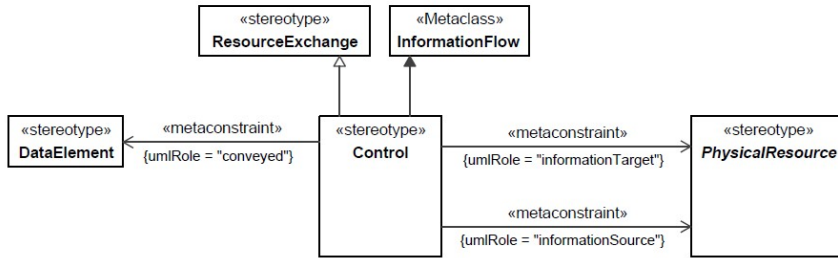 «stereotype»
ResourceExchange
«Metaclass»
InformationFlow
«stereotype»
DataElement
«metaconstraint»
{umlRole = "conveyed"}
«stereotype»
Control
«metaconstraint»
{umlRole = "informationTarget"}
«metaconstraint»
{umlRole = "informationSource"}
«stereotype»
PhysicalResource